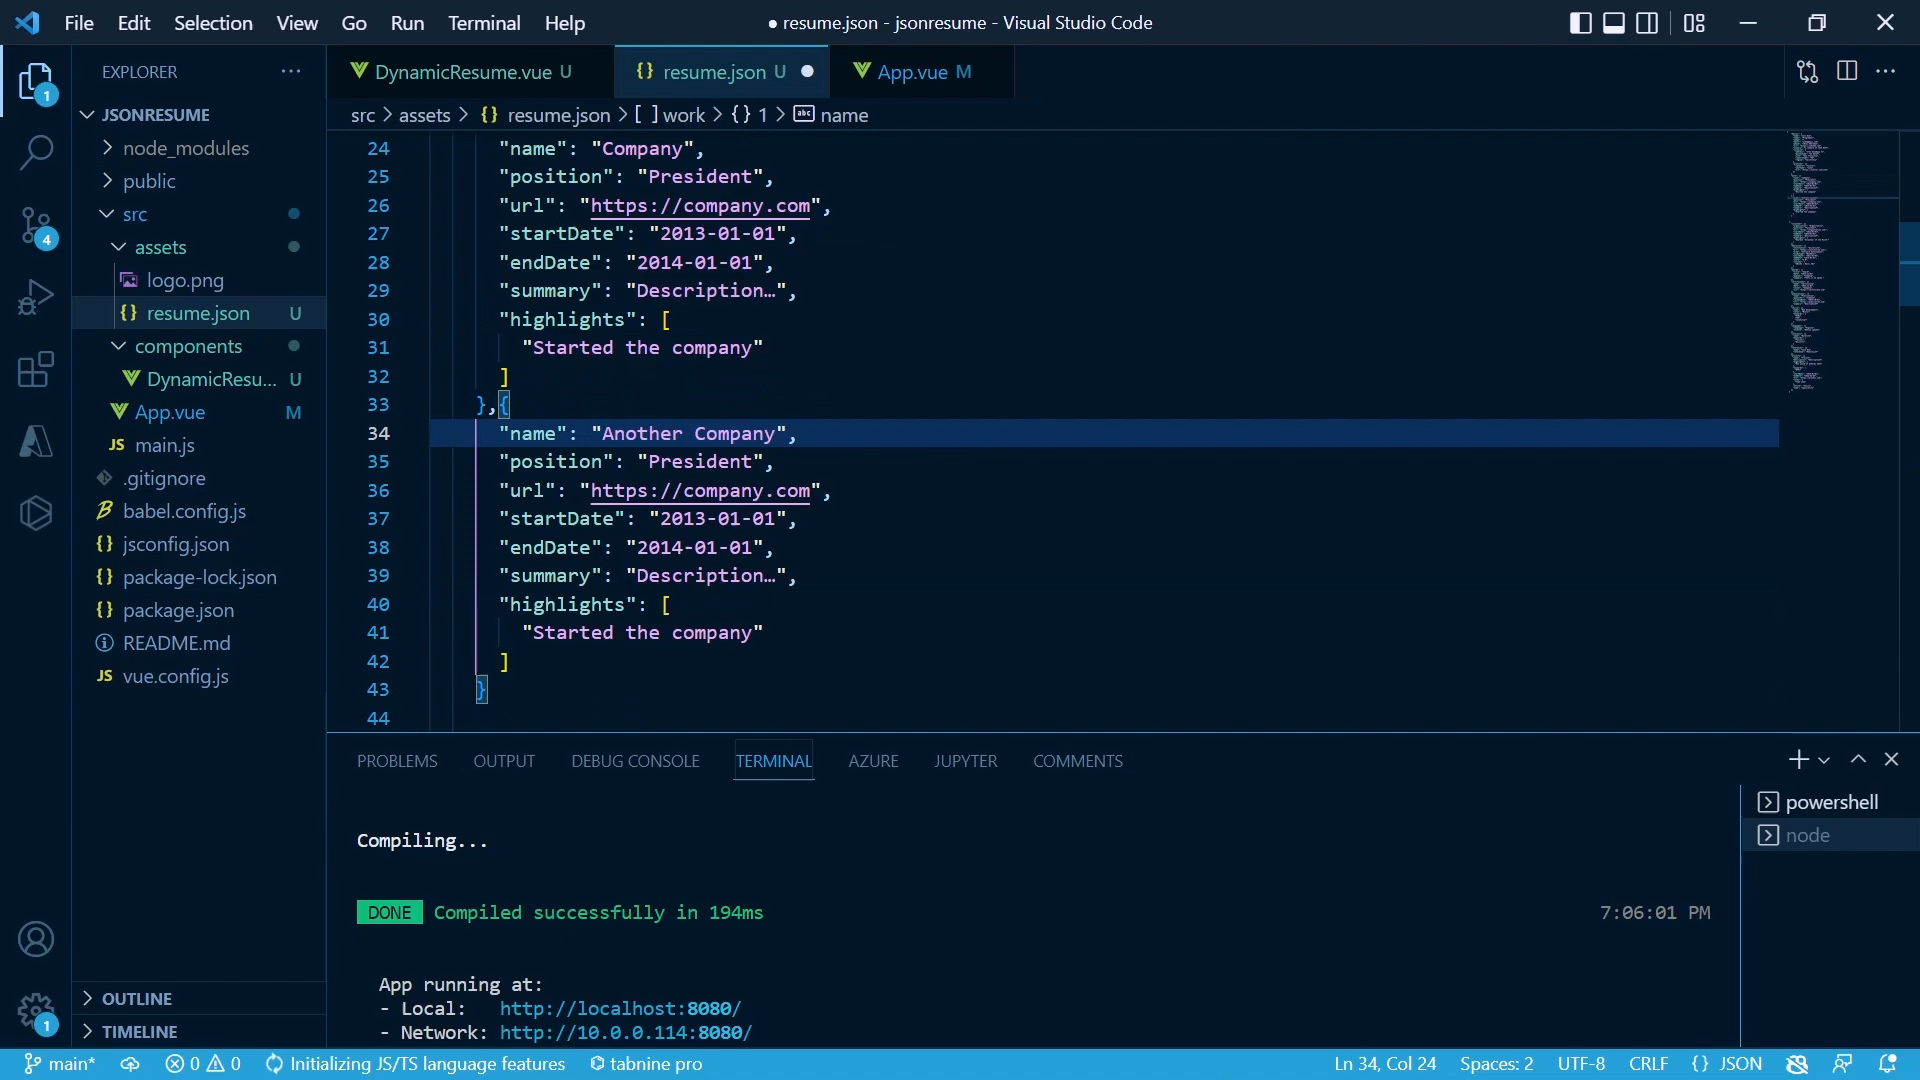 File Edit Selection View Go Run Terminal Help
● resume.json - jsonresume - Visual Studio Code
EXPLORER
JSONRESUME
node_modules
public
src
assets
logo.png
resume.json U
components
DynamicResu... U
App.vue M
JS main.js
.gitignore
babel.config.js
{} jsconfig.json
{} package-lock.json
{} package.json
README.md
JS vue.config.js
OUTLINE
TIMELINE
1
4
1
DynamicResume.vue U
{} resume.json U ●
App.vue M
src > assets > {} resume.json > [ ] work > {} 1 > abc name
24 "name": "Company",
25 "position": "President",
26 "url": "https://company.com",
27 "startDate": "2013-01-01",
28 "endDate": "2014-01-01",
29 "summary": "Description…",
30 "highlights": [
31 "Started the company"
32 ]
33 },{
34 "name": "Another Company",
35 "position": "President",
36 "url": "https://company.com",
37 "startDate": "2013-01-01",
38 "endDate": "2014-01-01",
39 "summary": "Description…",
40 "highlights": [
41 "Started the company"
42 ]
43 }
44
PROBLEMS OUTPUT DEBUG CONSOLE TERMINAL AZURE JUPYTER COMMENTS
powershell
node
Compiling...
DONE Compiled successfully in 194ms 7:06:01 PM
App running at:
- Local: http://localhost:8080/
- Network: http://10.0.0.114:8080/
main* 0 0 Initializing JS/TS language features tabnine pro
Ln 34, Col 24 Spaces: 2 UTF-8 CRLF {} JSON